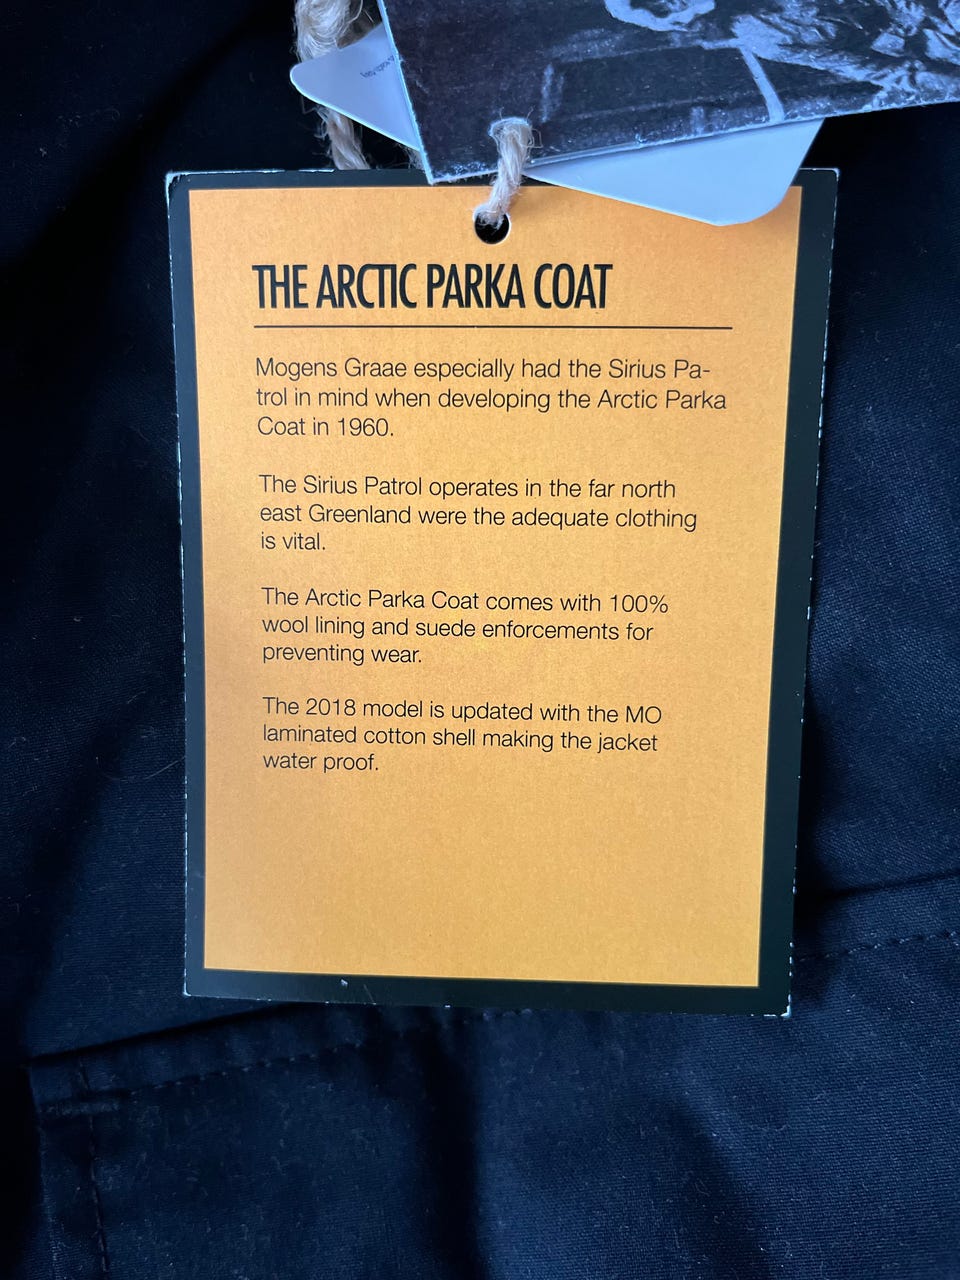 THE ARCTIC PARKA COAT
Mogens Graae especially had the Sirius Pa-
trol in mind when developing the Arctic Parka
Coat in 1960.
The Sirius Patrol operates in the far north
east Greenland were the adequate clothing
is vital.
The Arctic Parka Coat comes with 100%
wool lining and suede enforcements for
preventing wear.
The 2018 model is updated with the MO
laminated cotton shell making the jacket
water proof.